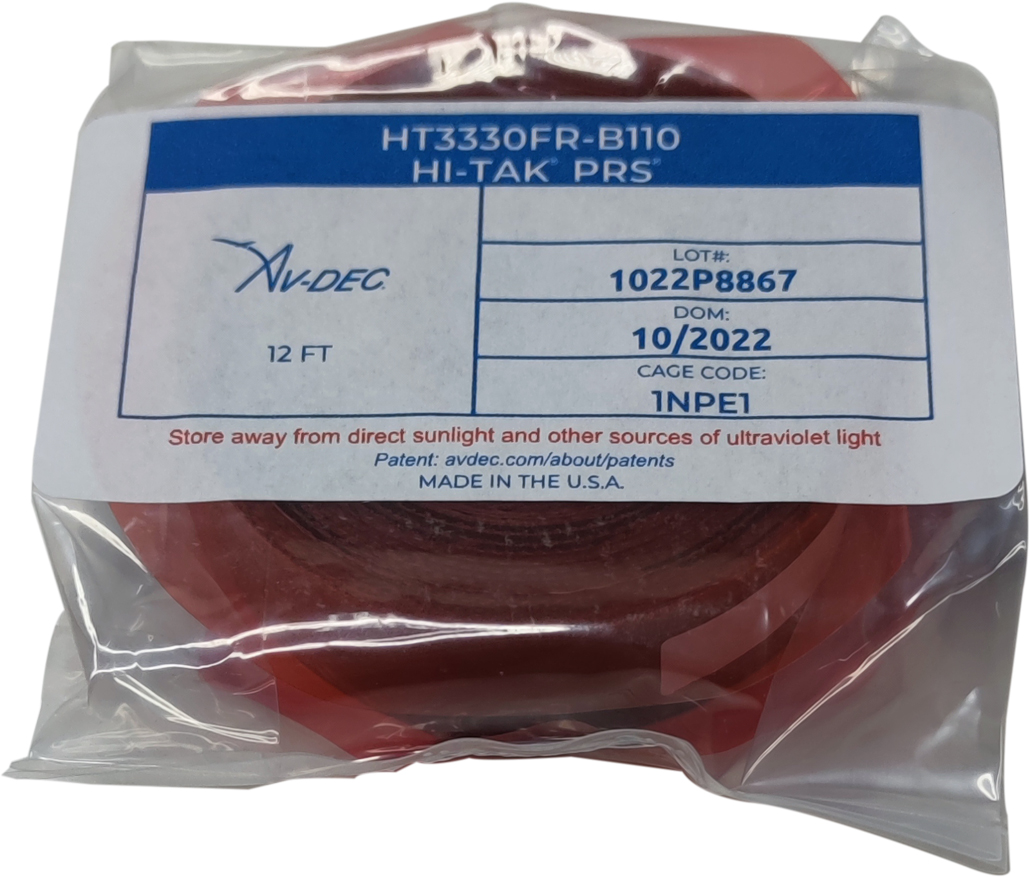 HT3330FR-B110
HI-TAK® PRS®
AV-DEC
12 FT
LOT#:
1022P8867
DOM:
10/2022
CAGE CODE:
1NPE1
Store away from direct sunlight and other sources of ultraviolet light
Patent: avdec.com/about/patents
MADE IN THE U.S.A.